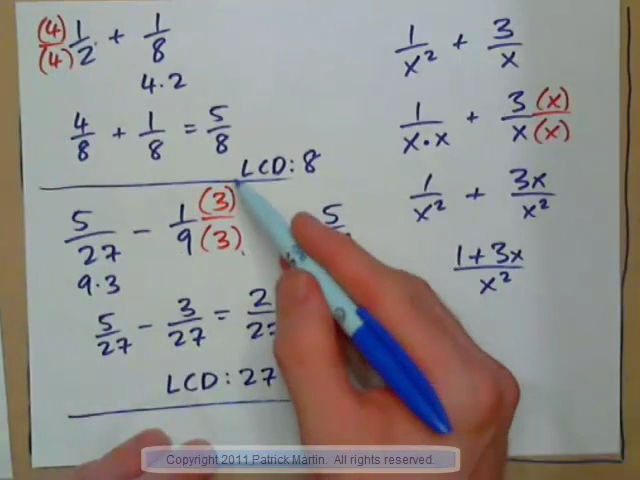 (4)/(4) 1/2 + 1/8
4·2
4/8 + 1/8 = 5/8
LCD: 8
5/27 - 1/9 (3)/(3)
9·3
5/27 - 3/27 = 2/27
LCD: 27
5
1/x² + 3/x
1/x·x + 3/x (x)/(x)
1/x² + 3x/x²
1+3x/x²
Copyright 2011 Patrick Martin. All rights reserved.